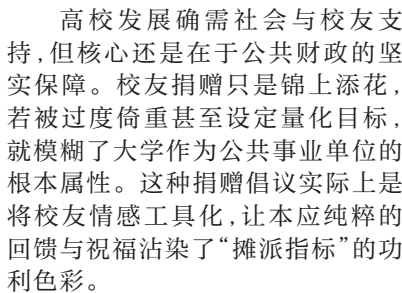 高校发展确需社会与校友支
持,但核心还是在于公共财政的坚
实保障。校友捐赠只是锦上添花,
若被过度倚重甚至设定量化目标,
就模糊了大学作为公共事业单位的
根本属性。这种捐赠倡议实际上是
将校友情感工具化,让本应纯粹的
回馈与祝福沾染了“摊派指标”的功
利色彩。